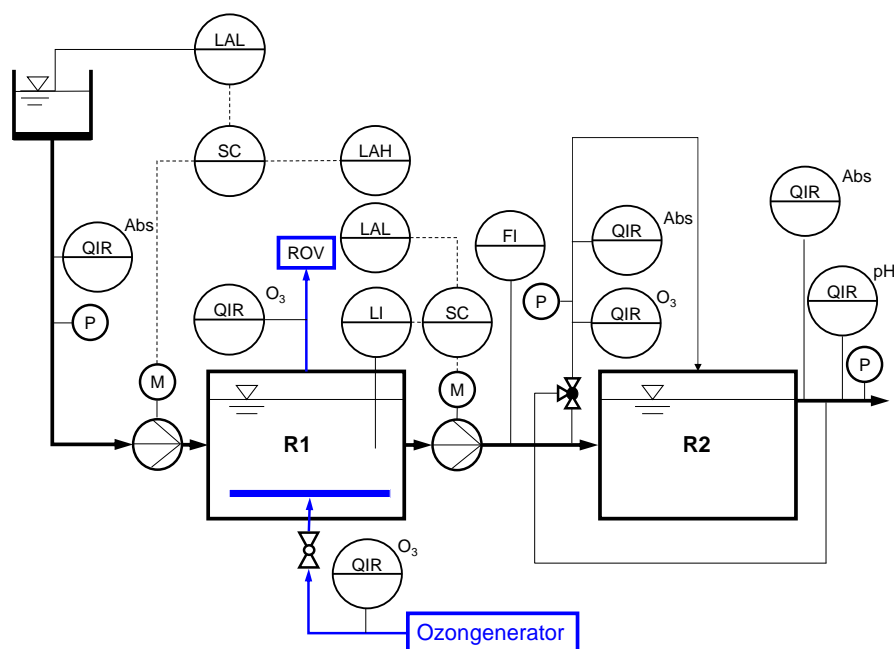 LAL
SC
LAH
Abs
QIR
P
M
ROV
O₃
QIR
LAL
LI
SC
M
FI
Abs
QIR
P
O₃
QIR
Abs
QIR
pH
QIR
P
R1
R2
O₃
QIR
Ozongenerator